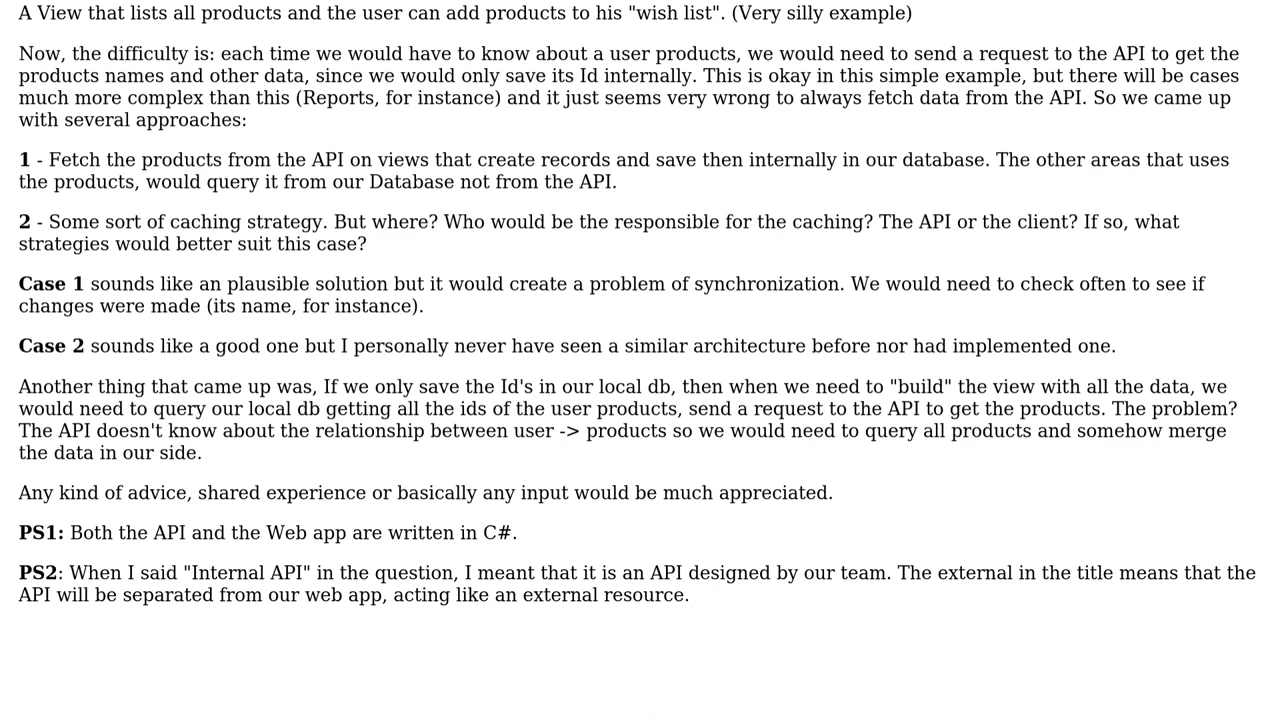 A View that lists all products and the user can add products to his "wish list". (Very silly example)
Now, the difficulty is: each time we would have to know about a user products, we would need to send a request to the API to get the
products names and other data, since we would only save its Id internally. This is okay in this simple example, but there will be cases
much more complex than this (Reports, for instance) and it just seems very wrong to always fetch data from the API. So we came up
with several approaches:
1 - Fetch the products from the API on views that create records and save then internally in our database. The other areas that uses
the products, would query it from our Database not from the API.
2 - Some sort of caching strategy. But where? Who would be the responsible for the caching? The API or the client? If so, what
strategies would better suit this case?
Case 1 sounds like an plausible solution but it would create a problem of synchronization. We would need to check often to see if
changes were made (its name, for instance).
Case 2 sounds like a good one but I personally never have seen a similar architecture before nor had implemented one.
Another thing that came up was, If we only save the Id's in our local db, then when we need to "build" the view with all the data, we
would need to query our local db getting all the ids of the user products, send a request to the API to get the products. The problem?
The API doesn't know about the relationship between user -> products so we would need to query all products and somehow merge
the data in our side.
Any kind of advice, shared experience or basically any input would be much appreciated.
PS1: Both the API and the Web app are written in C#.
PS2: When I said "Internal API" in the question, I meant that it is an API designed by our team. The external in the title means that the
API will be separated from our web app, acting like an external resource.